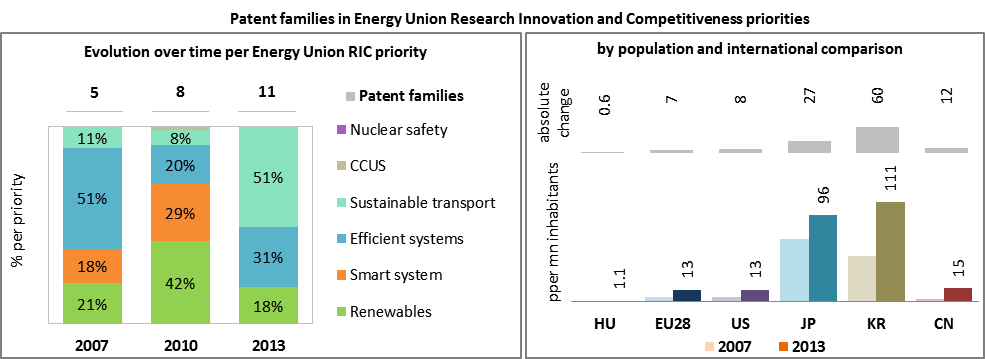 Patent families in Energy Union Research Innovation and Competitiveness priorities
Evolution over time per Energy Union RIC priority
5 8 11
% per priority
11% 51% 18% 21%
8% 20% 29% 42%
51% 31% 18%
2007 2010 2013
Patent families
Nuclear safety
CCUS
Sustainable transport
Efficient systems
Smart system
Renewables
by population and international comparison
absolute
change
0.6 7 8 27 60 12
pper mn inhabitants
1.1 13 13 96 111 15
HU EU28 US JP KR CN
2007 2013